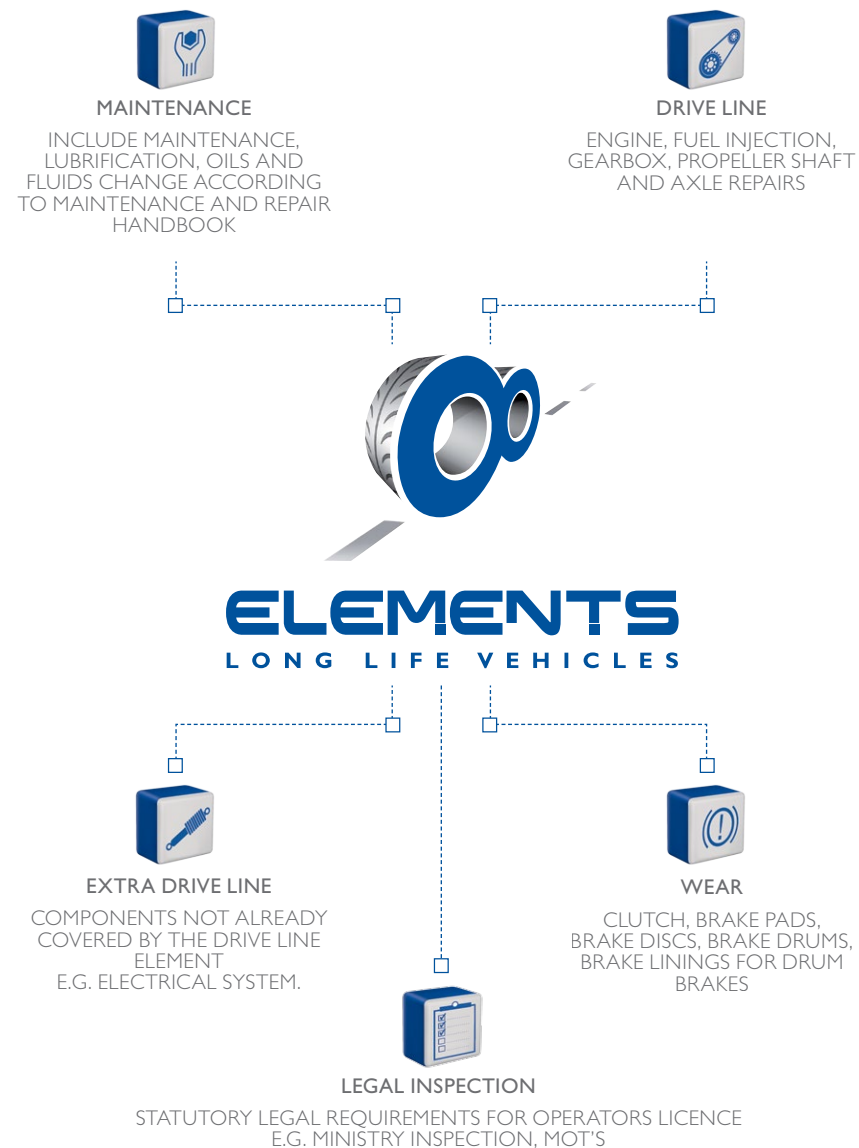 MAINTENANCE
INCLUDE MAINTENANCE,
LUBRIFICATION, OILS AND
FLUIDS CHANGE ACCORDING
TO MAINTENANCE AND REPAIR
HANDBOOK
DRIVE LINE
ENGINE, FUEL INJECTION,
GEARBOX, PROPELLER SHAFT
AND AXLE REPAIRS
ELEMENTS
LONG LIFE VEHICLES
EXTRA DRIVE LINE
COMPONENTS NOT ALREADY
COVERED BY THE DRIVE LINE
ELEMENT
E.G. ELECTRICAL SYSTEM.
WEAR
CLUTCH, BRAKE PADS,
BRAKE DISCS, BRAKE DRUMS,
BRAKE LININGS FOR DRUM
BRAKES
LEGAL INSPECTION
STATUTORY LEGAL REQUIREMENTS FOR OPERATORS LICENCE
E.G. MINISTRY INSPECTION, MOT'S